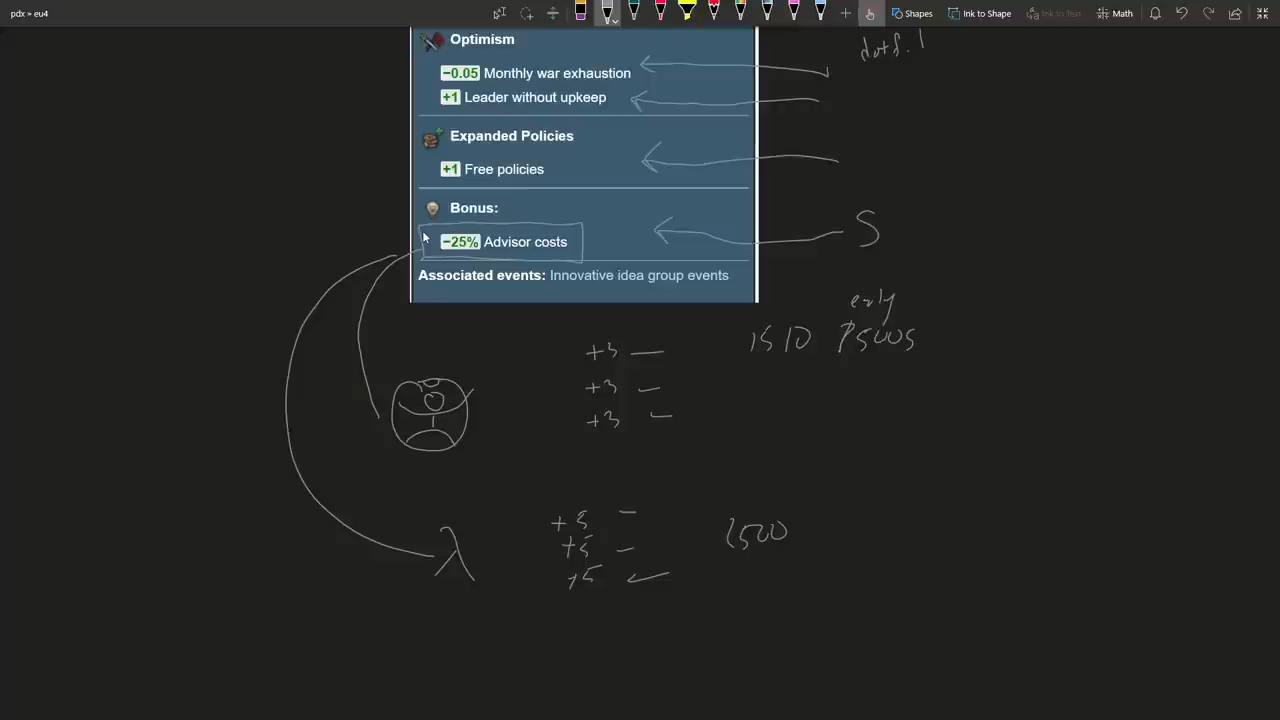 pdx » eu4
Shapes
Ink to Shape
Ink to Text
Math
Optimism
−0.05 Monthly war exhaustion
+1 Leader without upkeep
Expanded Policies
+1 Free policies
Bonus:
−25% Advisor costs
S
Associated events: Innovative idea group events
early
+3
1510
1500s
+3
+3
+5
+5
1500
+5
λ